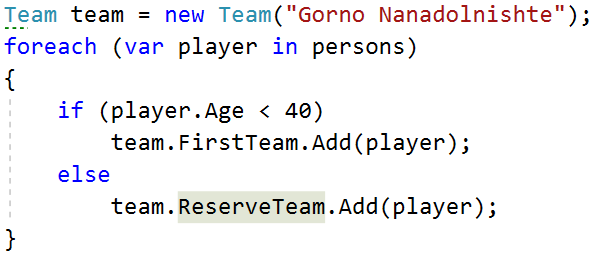 Team team = new Team("Gorno Nanadolnishte");
foreach (var player in persons)
{
    if (player.Age < 40)
        team.FirstTeam.Add(player);
    else
        team.ReserveTeam.Add(player);
}